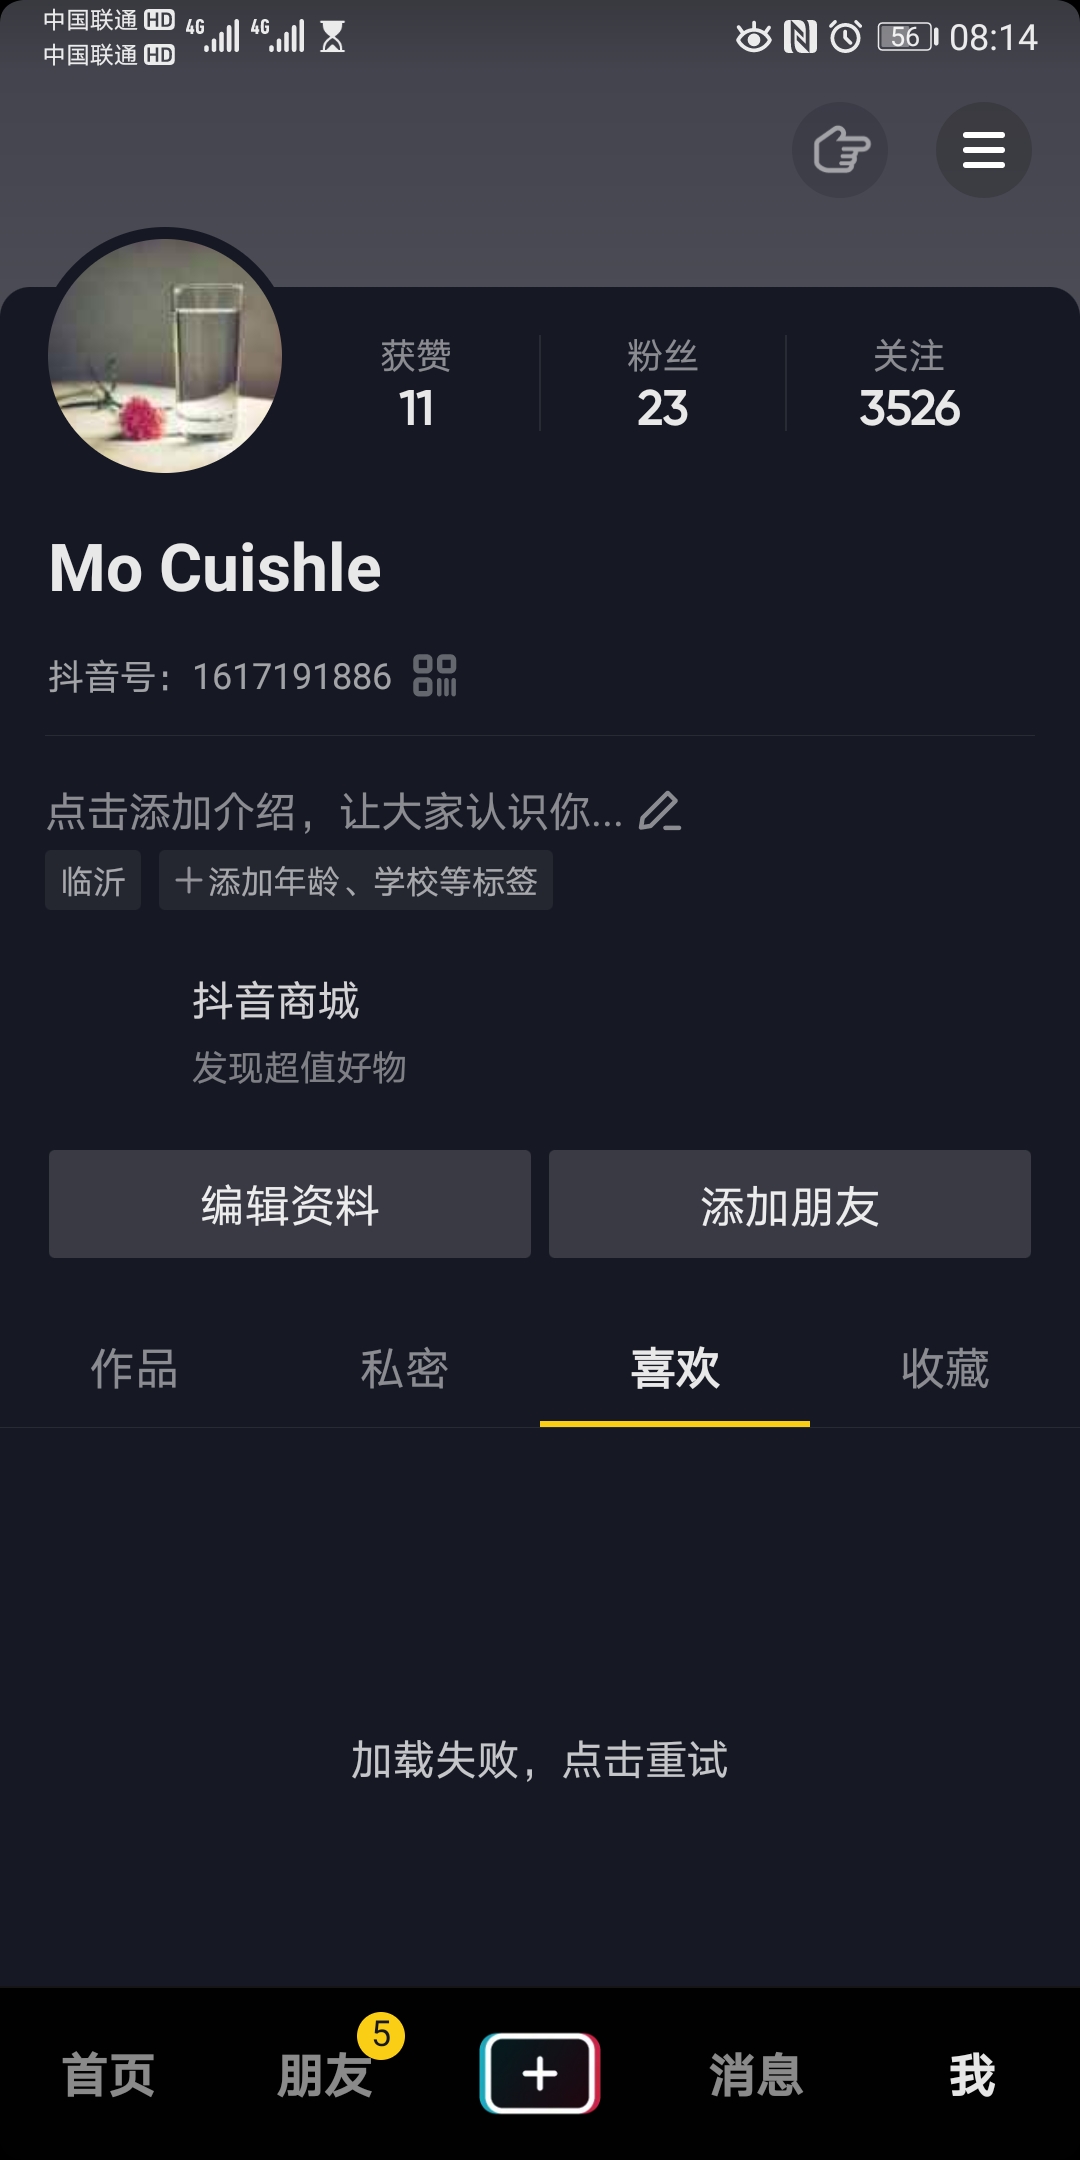 中国联通 HD 4G 4G 56 08:14
中国联通 HD
获赞 粉丝 关注
11 23 3526
Mo Cuishle
抖音号：1617191886
点击添加介绍，让大家认识你...
临沂 +添加年龄、学校等标签
抖音商城
发现超值好物
编辑资料 添加朋友
作品 私密 喜欢 收藏
加载失败，点击重试
首页 朋友 5 消息 我